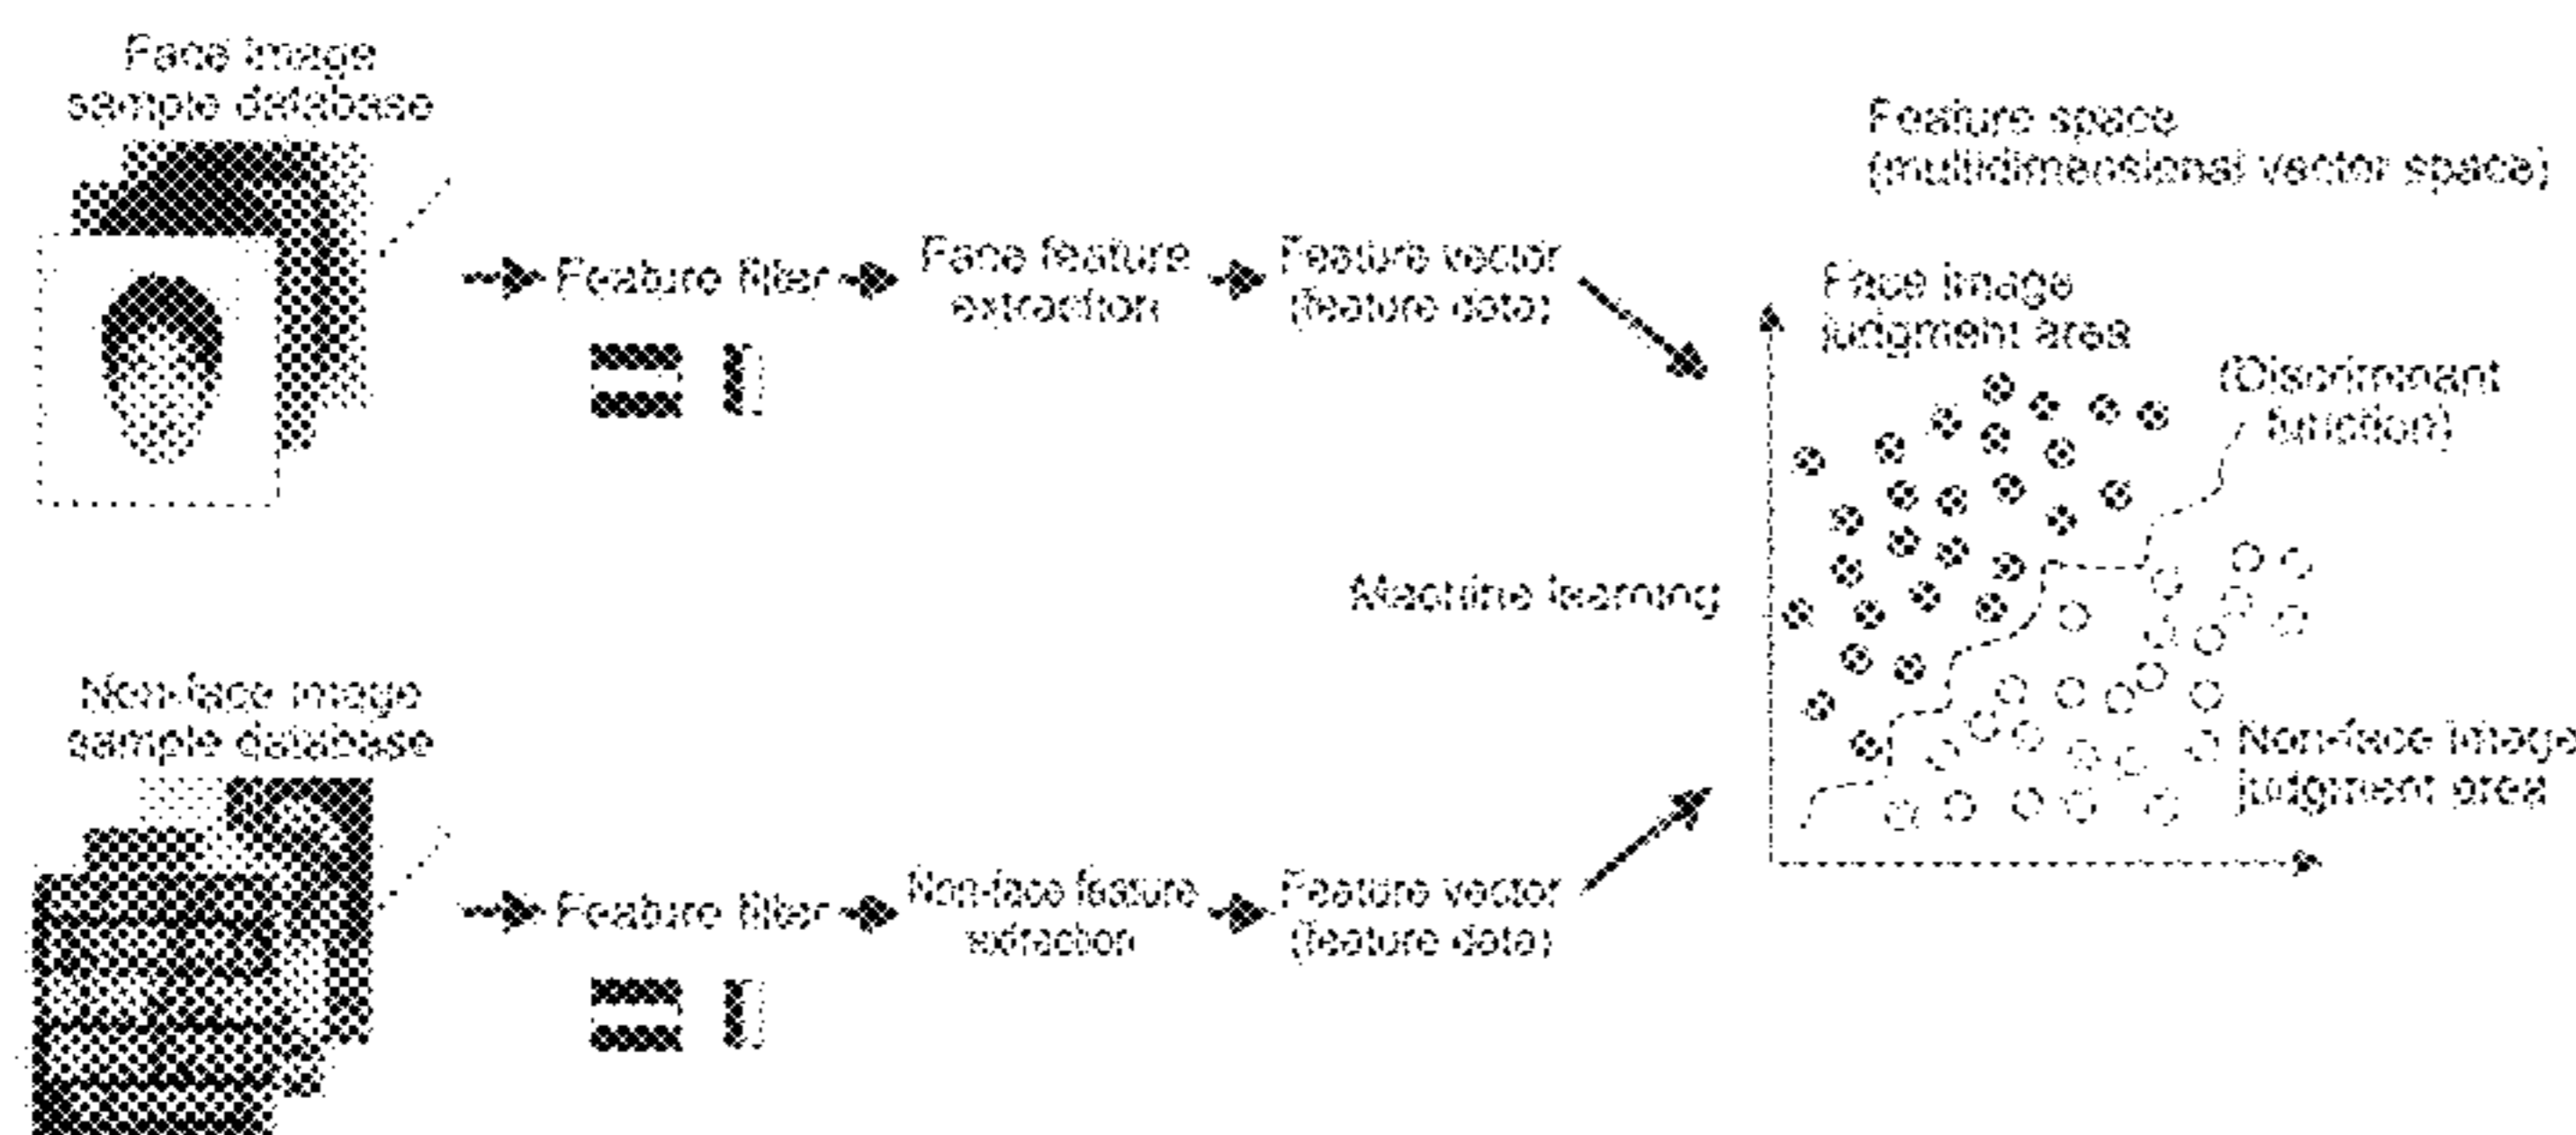 Face image
sample database
Feature space
(multidimensional vector space)
Feature filter
Face feature
extraction
Feature vector
(feature data)
Face image
judgment area
(Discriminant
function)
Machine learning
Non-face image
sample database
Non-face image
judgment area
Feature filter
Non-face feature
extraction
Feature vector
(feature data)